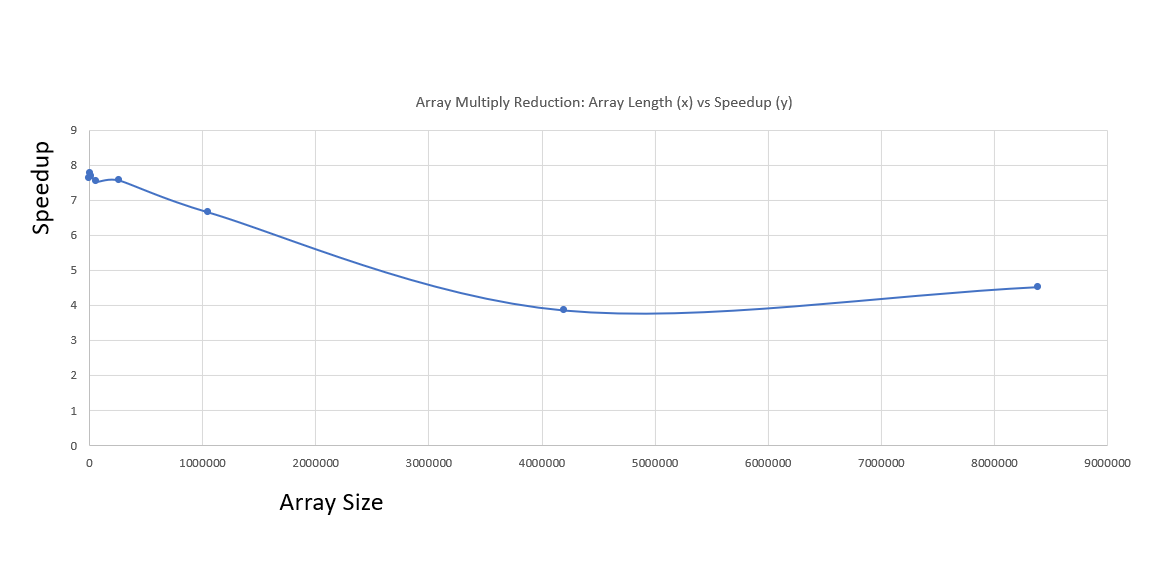 Array Multiply Reduction: Array Length (x) vs Speedup (y)
Speedup
9
8
7
6
5
4
3
2
1
0
0 1000000 2000000 3000000 4000000 5000000 6000000 7000000 8000000 9000000
Array Size